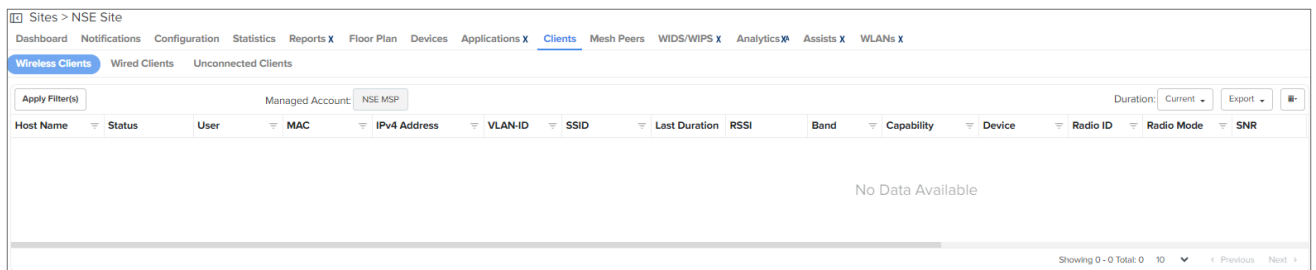 Sites > NSE Site
Dashboard Notifications Configuration Statistics Reports X Floor Plan Devices Applications X Clients Mesh Peers WIDS/WIPS X Analytics XA Assists X WLANs X
Wireless Clients Wired Clients Unconnected Clients
Apply Filter(s) Managed Account: NSE MSP Duration: Current Export
Host Name Status User MAC IPv4 Address VLAN-ID SSID Last Duration RSSI Band Capability Device Radio ID Radio Mode SNR
No Data Available
Showing 0 - 0 Total: 0 10 < Previous Next >